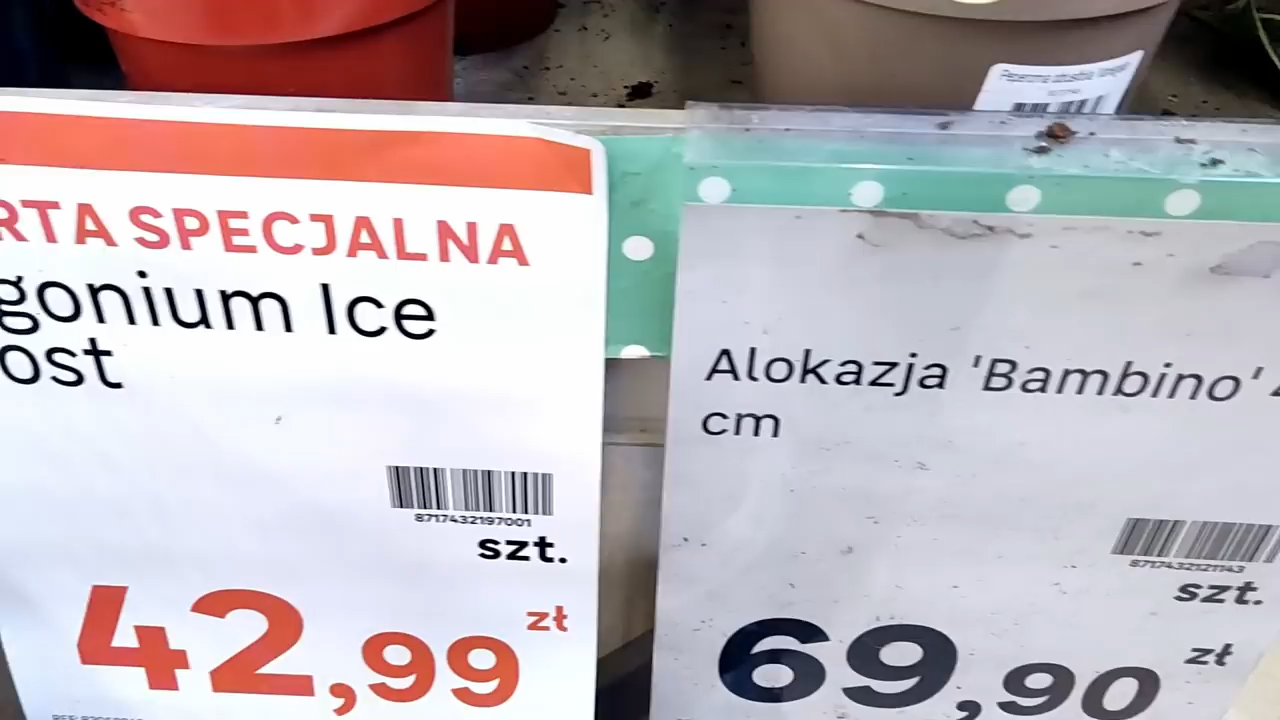 RTA SPECJALNA
gonium Ice
ost
8717432197001
szt.
42,99 zł
Alokazja 'Bambino'
cm
8717432121143
szt.
69,90 zł